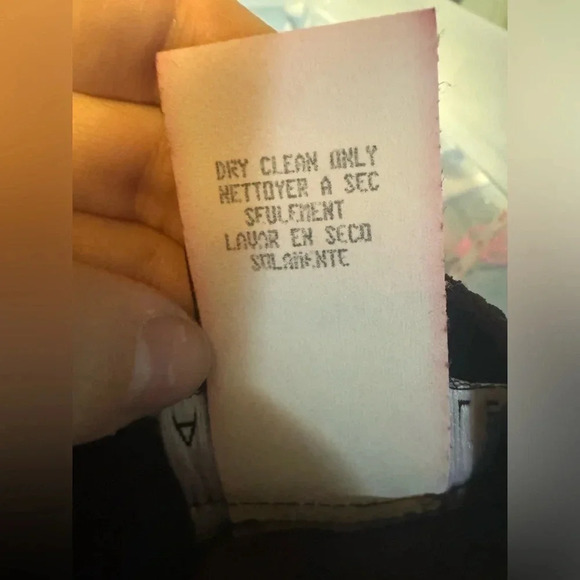 DRY CLEAN ONLY
NETTOYER A SEC
SEULEMENT
LAVAR EN SECO
SOLAMENTE